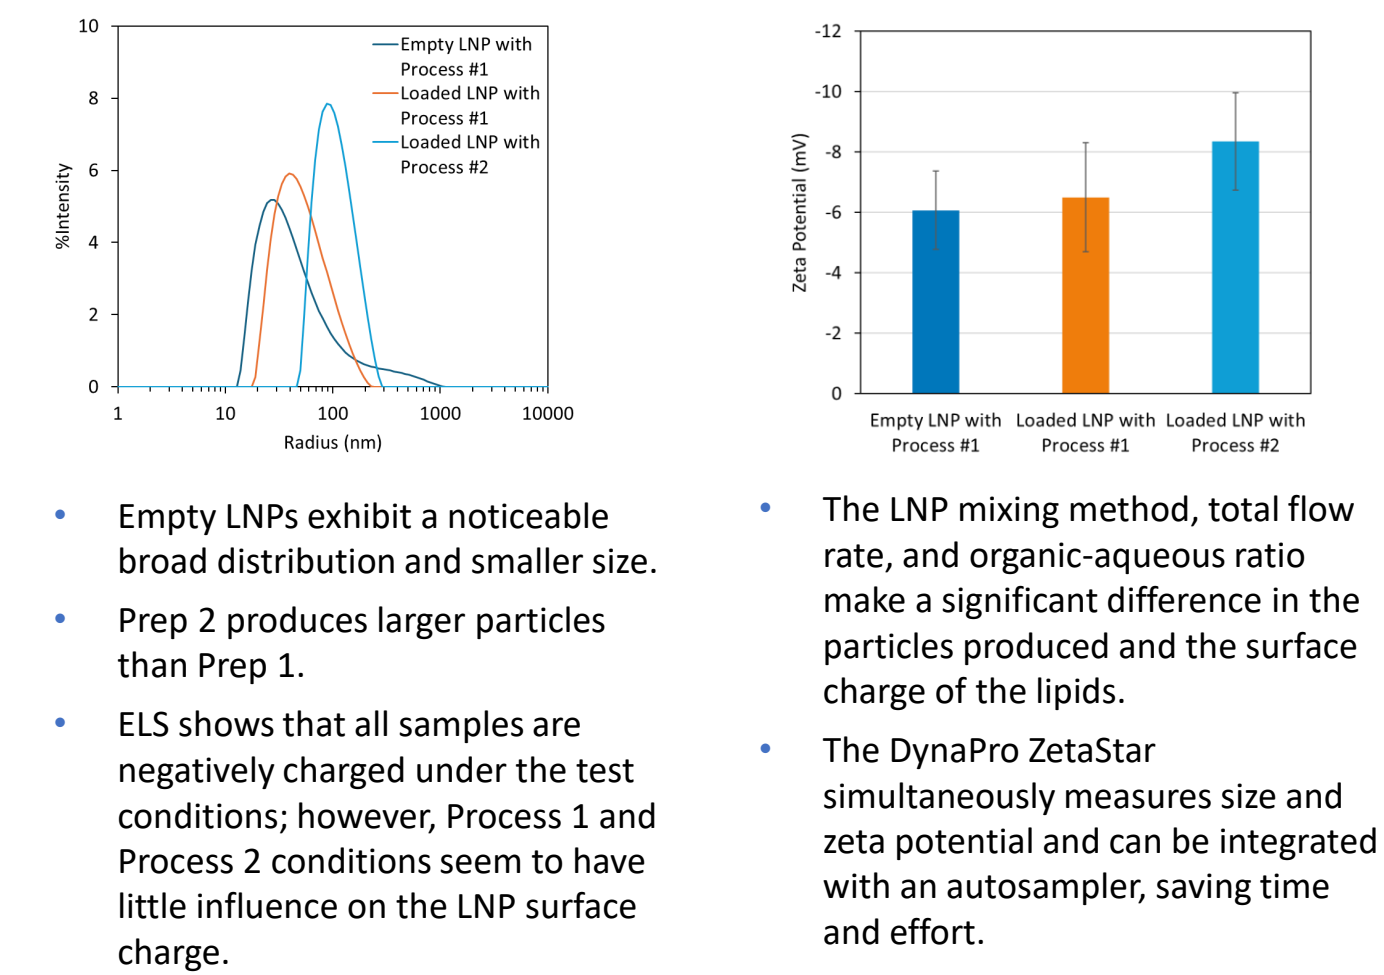 10
8
6
4
2
0
%Intensity
1
10
100
1000
10000
Radius (nm)
Empty LNP with
Process #1
Loaded LNP with
Process #1
Loaded LNP with
Process #2
-12
-10
-8
-6
-4
-2
0
Zeta Potential (mV)
Empty LNP with
Process #1
Loaded LNP with
Process #1
Loaded LNP with
Process #2
• Empty LNPs exhibit a noticeable
broad distribution and smaller size.
• Prep 2 produces larger particles
than Prep 1.
• ELS shows that all samples are
negatively charged under the test
conditions; however, Process 1 and
Process 2 conditions seem to have
little influence on the LNP surface
charge.
• The LNP mixing method, total flow
rate, and organic-aqueous ratio
make a significant difference in the
particles produced and the surface
charge of the lipids.
• The DynaPro ZetaStar
simultaneously measures size and
zeta potential and can be integrated
with an autosampler, saving time
and effort.